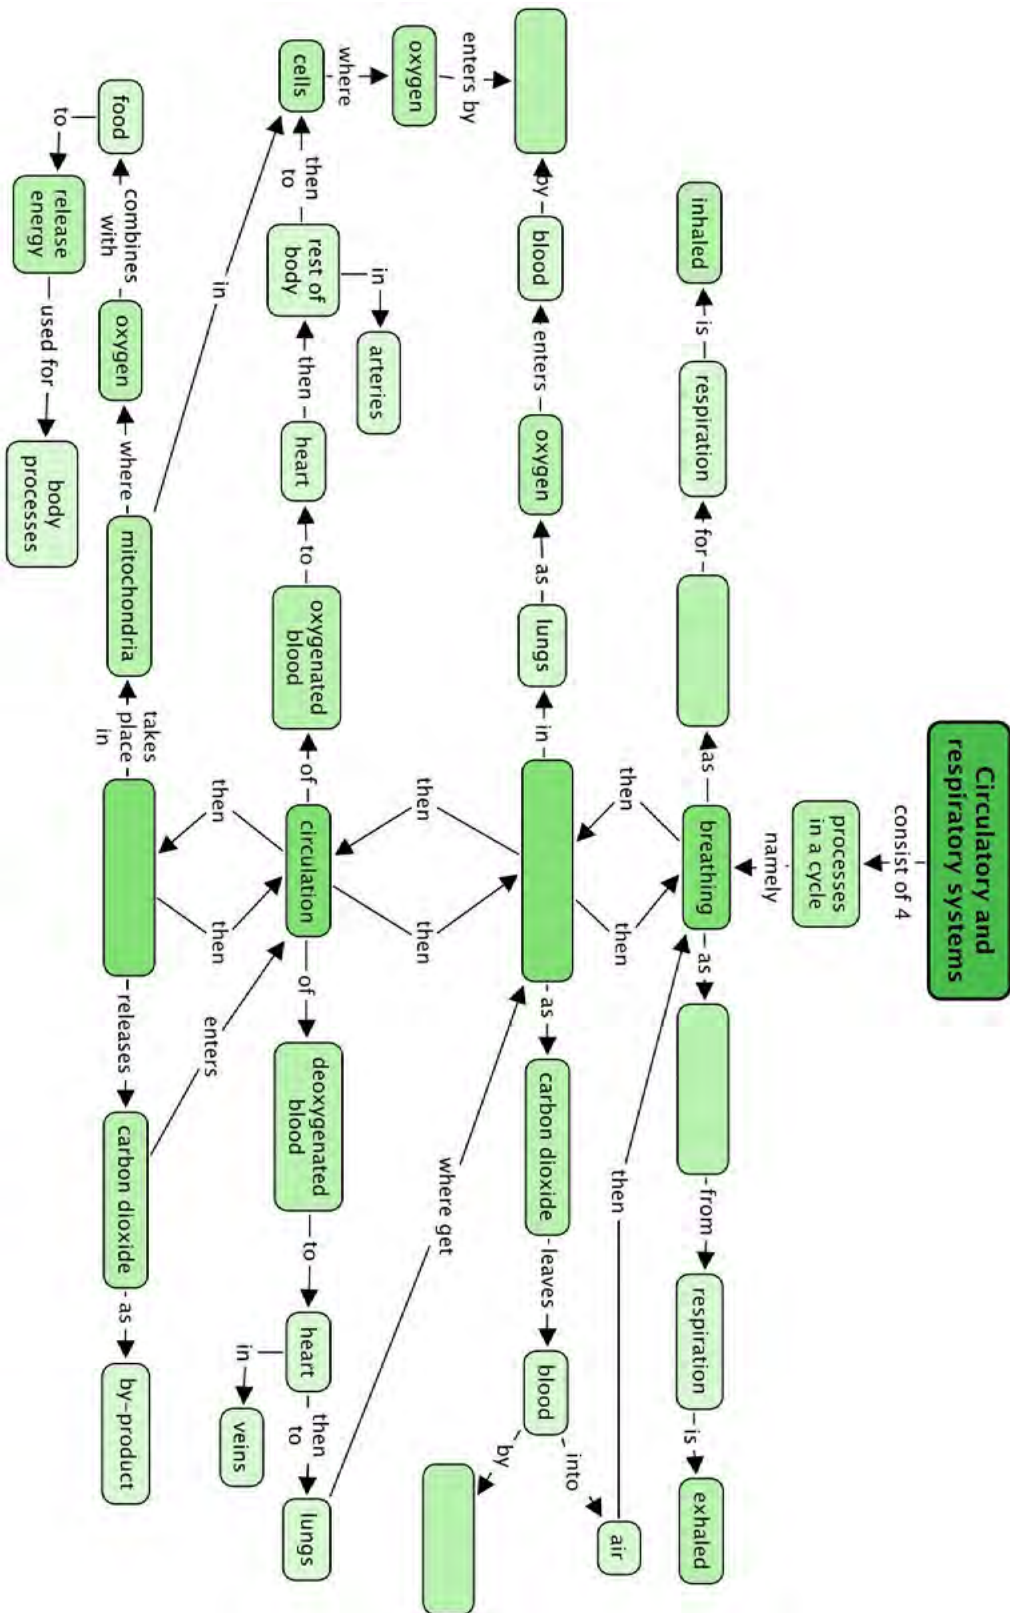 Circulatory and
respiratory systems
consist of 4
processes
in a cycle
namely
breathing
as
for
respiration
is
inhaled
as
from
respiration
is
exhaled
then
then
in
lungs
as
oxygen
enters
blood
by
enters by
oxygen
where
cells
as
carbon dioxide
leaves
blood
into
air
then
by
then
then
circulation
of
oxygenated
blood
to
heart
then
rest of
body
in
arteries
then
to
of
deoxygenated
blood
to
heart
in
veins
then
to
lungs
where get
then
then
takes
place
in
mitochondria
in
where
oxygen
combines
with
food
to
release
energy
used for
body
processes
releases
carbon dioxide
enters
as
by-product